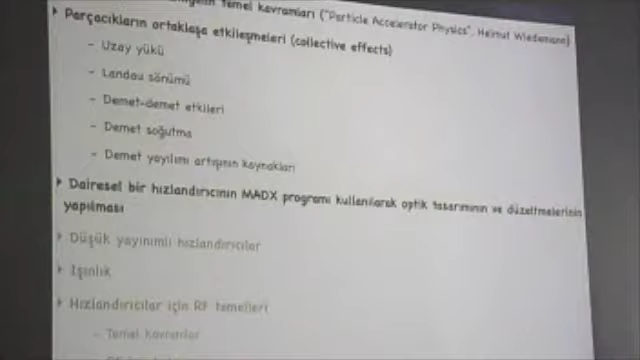 temel kavramları ("Particle Accelerator Physics", Helmut Wiedemann)
Parçacıkların ortaklaşa etkileşmeleri (collective effects)
- Uzay yükü
- Landau sönümü
- Demet-demet etkileri
- Demet soğutma
- Demet yayılımı artışının kaynakları
Dairesel bir hızlandırıcının MADX programı kullanılarak optik tasarımının ve düzeltmelerinin
yapılması
Düşük yayınımlı hızlandırıcılar
Işınlık
Hızlandırıcılar için RF temelleri
- Temel kavramlar